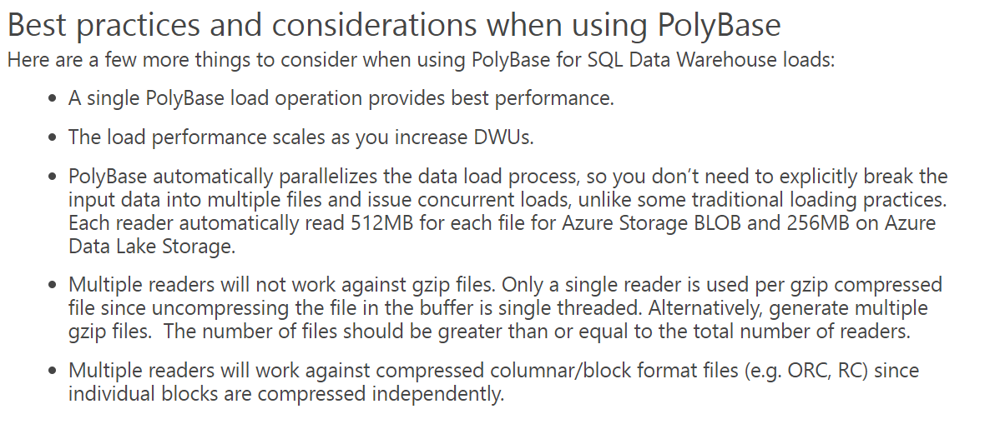 Best practices and considerations when using PolyBase
Here are a few more things to consider when using PolyBase for SQL Data Warehouse loads:
• A single PolyBase load operation provides best performance.
• The load performance scales as you increase DWUs.
• PolyBase automatically parallelizes the data load process, so you don’t need to explicitly break the
input data into multiple files and issue concurrent loads, unlike some traditional loading practices.
Each reader automatically read 512MB for each file for Azure Storage BLOB and 256MB on Azure
Data Lake Storage.
• Multiple readers will not work against gzip files. Only a single reader is used per gzip compressed
file since uncompressing the file in the buffer is single threaded. Alternatively, generate multiple
gzip files.  The number of files should be greater than or equal to the total number of readers.
• Multiple readers will work against compressed columnar/block format files (e.g. ORC, RC) since
individual blocks are compressed independently.